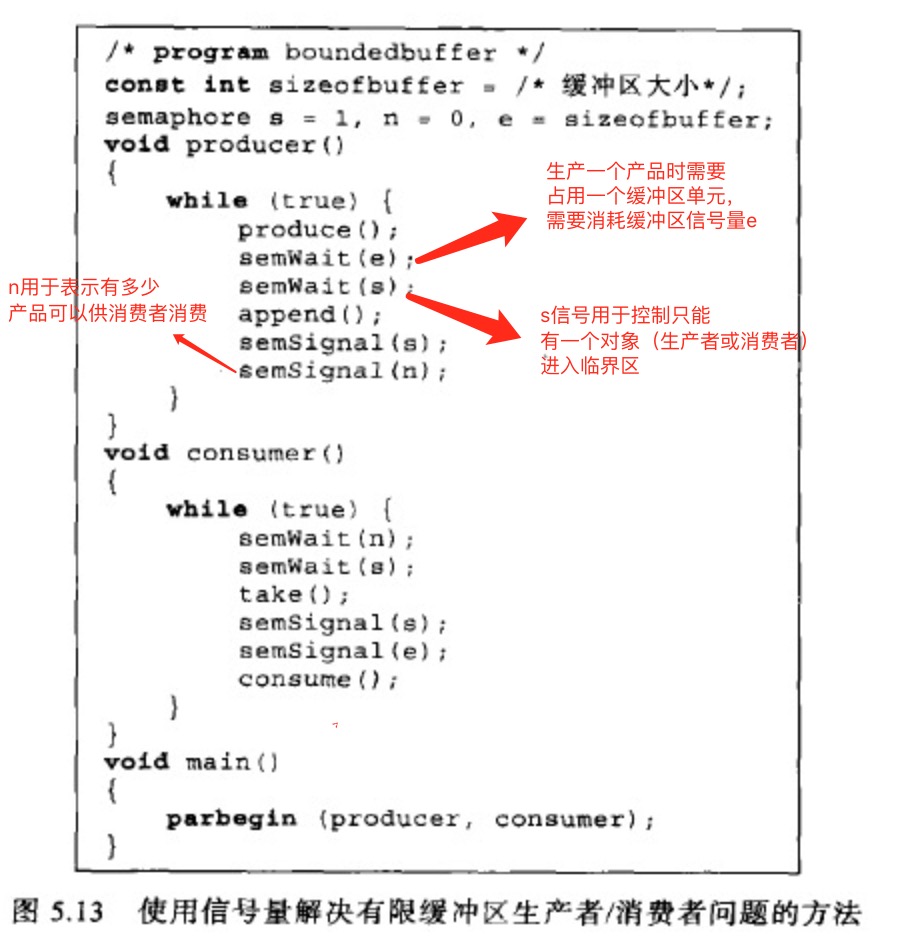 /* program boundedbuffer */
const int sizeofbuffer = /* 缓冲区大小*/;
semaphore s = 1, n = 0, e = sizeofbuffer;
void producer()
{
while (true) {
produce();
semWait(e);
semWait(s);
append();
semSignal(s);
semSignal(n);
}
}
生产一个产品时需要
占用一个缓冲区单元,
需要消耗缓冲区信号量e
n用于表示有多少
产品可以供消费者消费
s信号用于控制只能
有一个对象（生产者或消费者）
进入临界区
void consumer()
{
while (true) {
semWait(n);
semWait(s);
take();
semSignal(s);
semSignal(e);
consume();
}
}
void main()
{
parbegin (producer, consumer);
}
图 5.13 使用信号量解决有限缓冲区生产者/消费者问题的方法